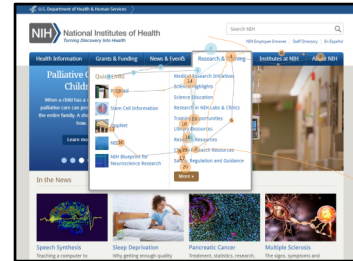 U.S. Department of Health & Human Services
Search NIH
NIH
National Institutes of Health
Turning Discovery Into Health
NIH Employee Intranet
Staff Directory
En Español
Health Information
Grants & Funding
News & Events
Research &
Institutes at NIH
About NIH
Palliative C
Childr
When a child has a
palliative care can pro
the entire family. A sho
how.
Learn mor
Quick Links
Stem Cell Information
NIH Blueprint for
Neuroscience Research
Medical Research Initiatives
Science Highlights
Science Education
Research in NIH Labs & Clinics
Training Opportunities
Library Resources
Research Resources
Clinical Research Resources
Safety, Regulation and Guidance
More »
In the News
Speech Synthesis
Teaching a computer to
Sleep Deprivation
Why getting enough quality
Pancreatic Cancer
Treatment, statistics, research,
Multiple Sclerosis
The signs, symptoms and